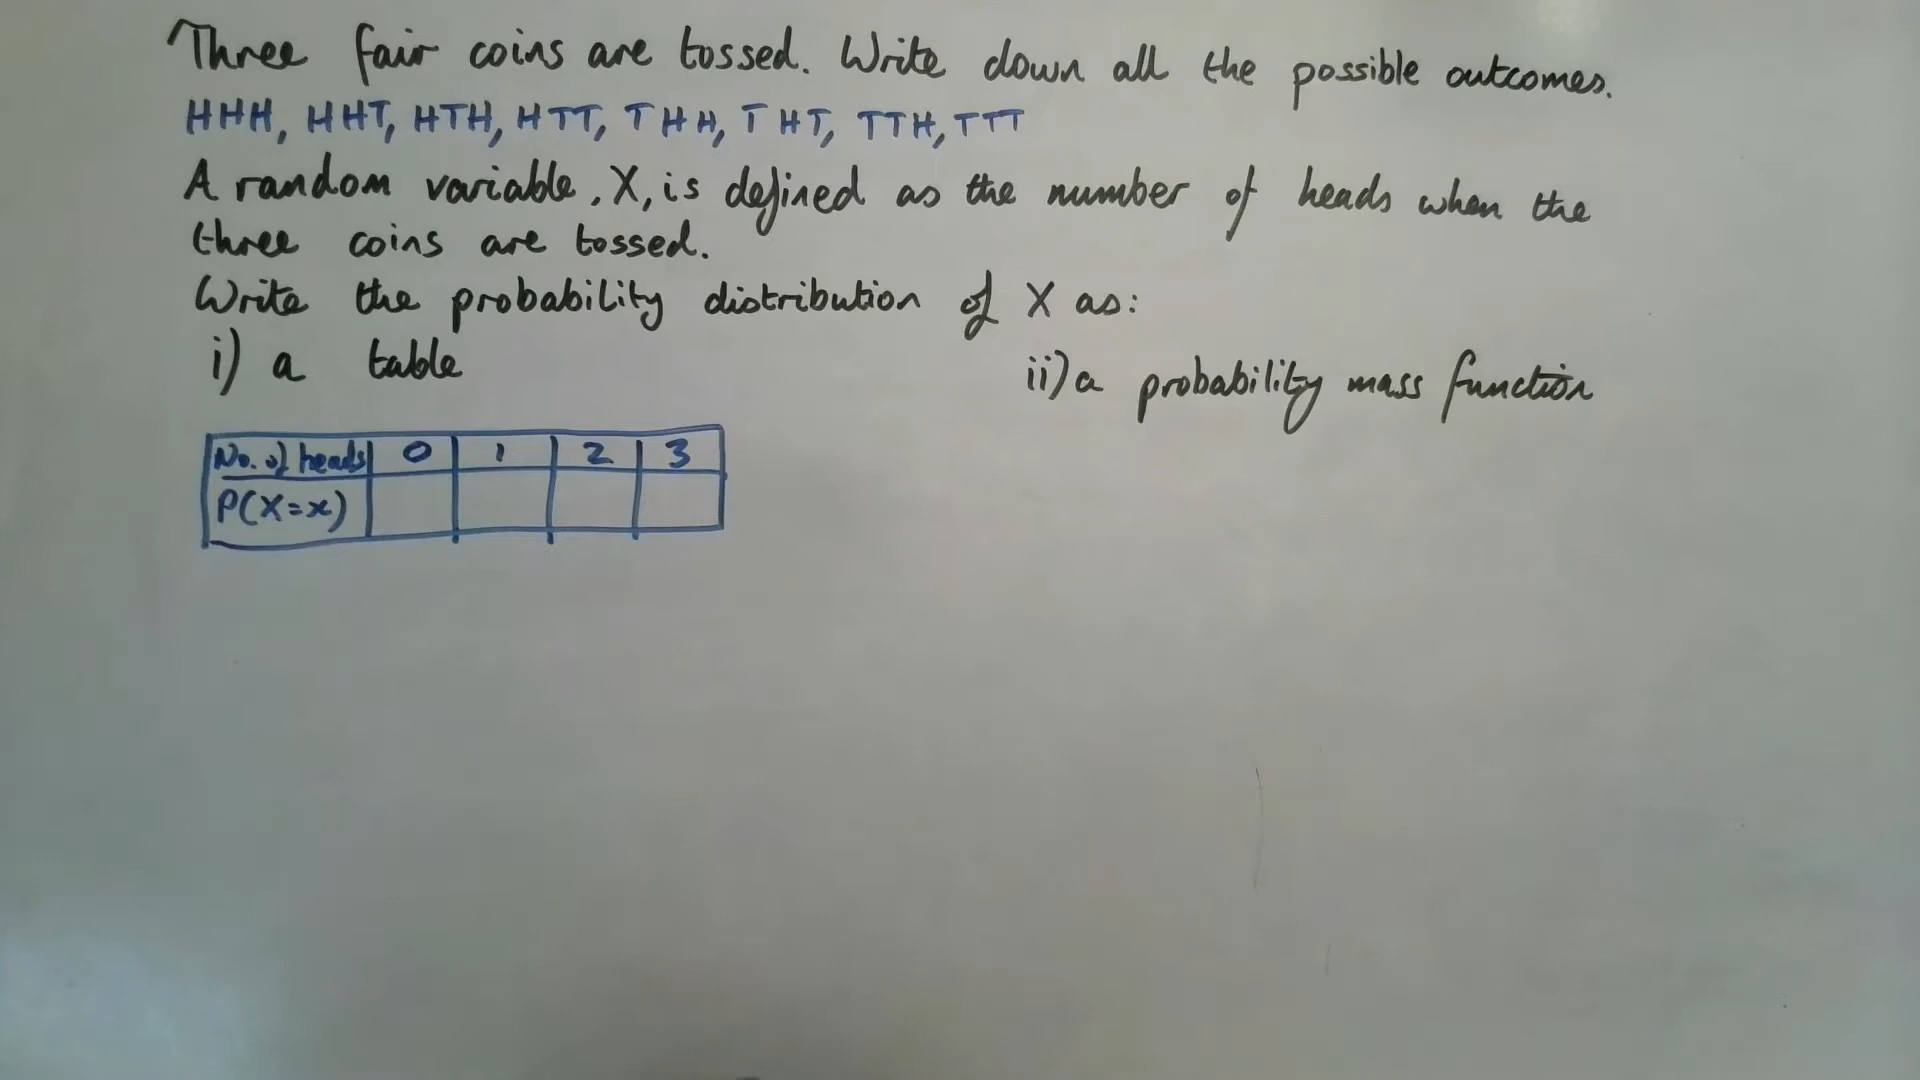 Three fair coins are tossed. Write down all the possible outcomes.
HHH, HHT, HTH, HTT, THH, THT, TTH, TTT
A random variable, X, is defined as the number of heads when the
three coins are tossed.
Write the probability distribution of X as:
i) a table
ii) a probability mass function
No. of heads 0 1 2 3
P(X=x)